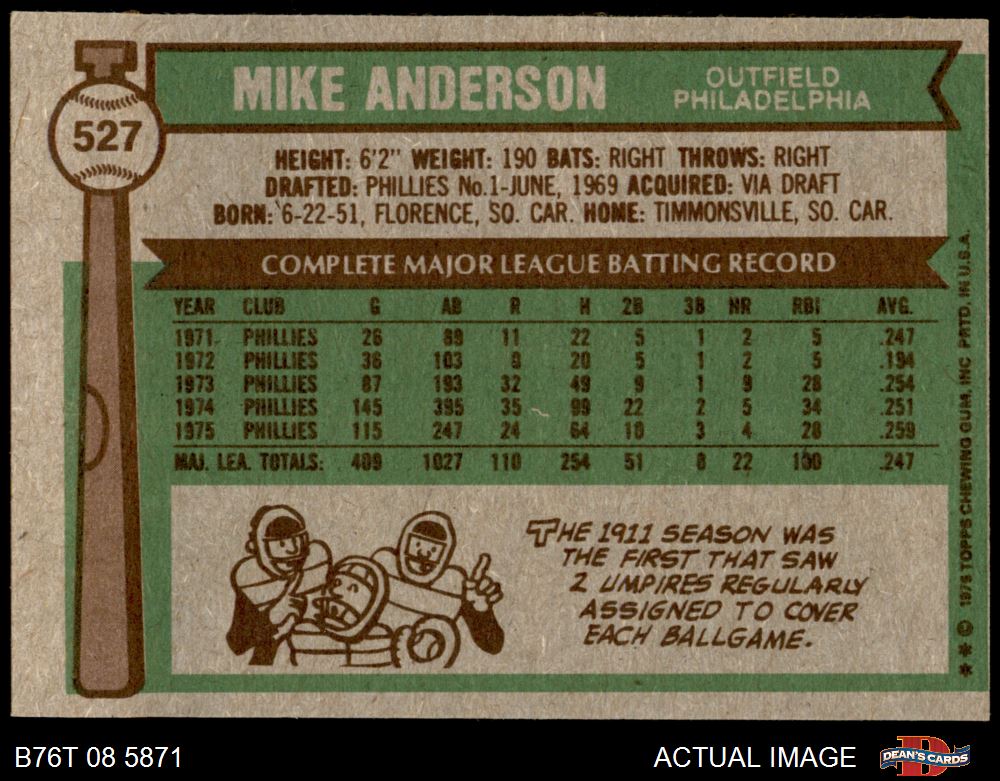 527
MIKE ANDERSON
OUTFIELD
PHILADELPHIA
HEIGHT: 6'2" WEIGHT: 190 BATS: RIGHT THROWS: RIGHT
DRAFTED: PHILLIES No.1-JUNE, 1969 ACQUIRED: VIA DRAFT
BORN: 6-22-51, FLORENCE, SO. CAR. HOME: TIMMONSVILLE, SO. CAR.
COMPLETE MAJOR LEAGUE BATTING RECORD
YEAR CLUB G AB R H 2B 3B HR RBI AVG.
1971 PHILLIES 26 89 11 22 5 1 2 5 .247
1972 PHILLIES 36 103 8 20 5 1 2 5 .194
1973 PHILLIES 87 193 32 49 9 1 9 28 .254
1974 PHILLIES 145 395 35 99 22 2 5 34 .251
1975 PHILLIES 115 247 24 64 10 3 4 28 .259
MAJ. LEA. TOTALS: 409 1027 110 254 51 8 22 100 .247
THE 1911 SEASON WAS
THE FIRST THAT SAW
2 UMPIRES REGULARLY
ASSIGNED TO COVER
EACH BALLGAME.
** © 1976 TOPPS CHEWING GUM, INC PRTD. IN U.S.A.
B76T 08 5871
ACTUAL IMAGE
DEAN'S CARDS